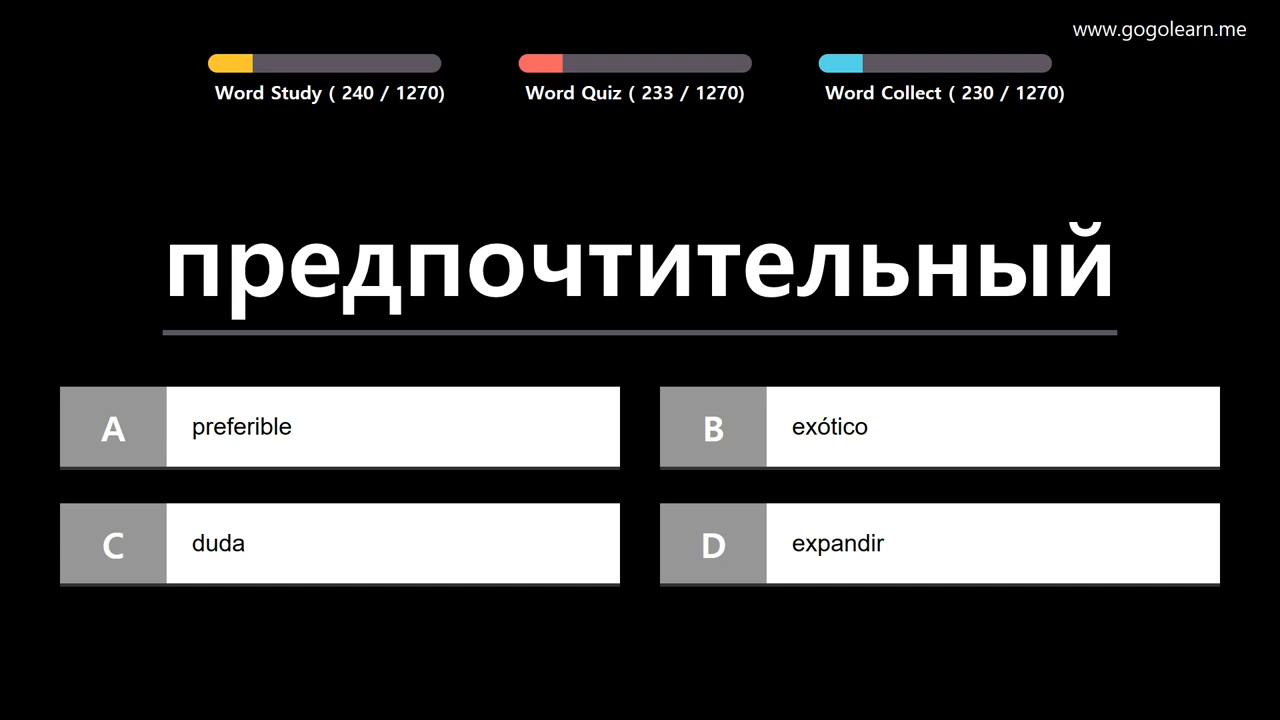 www.gogolearn.me
Word Study ( 240 / 1270)
Word Quiz ( 233 / 1270)
Word Collect ( 230 / 1270)
предпочтительный
A preferible
B exótico
C duda
D expandir